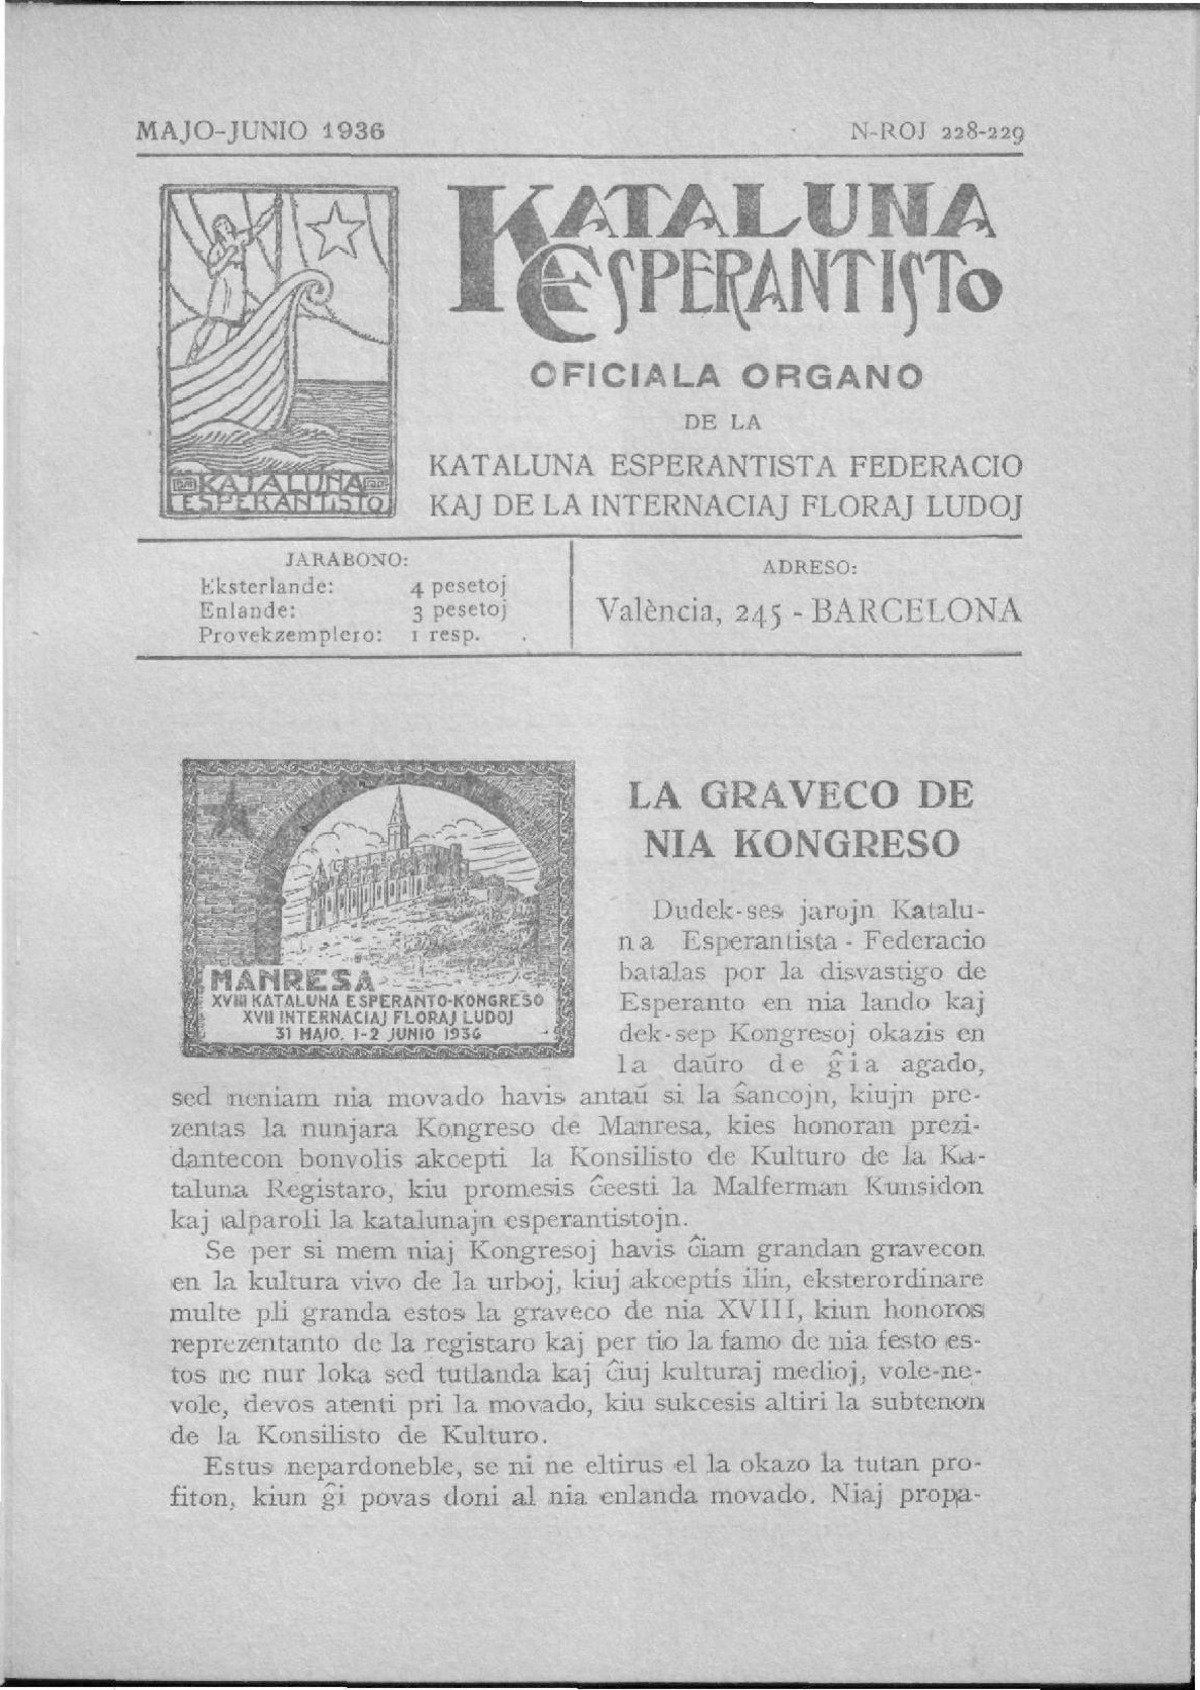 MAJO-JUNIO 1936
N-ROJ 228-229
KATALUNA
ESPERANTISTO
KATALUNA
ESPERANTISTO
OFICIALA ORGANO
DE LA
KATALUNA ESPERANTISTA FEDERACIO
KAJ DE LA INTERNACIAJ FLORAJ LUDOJ
JARABONO:
Eksterlande: 4 pesetoj
Enlande: 3 pesetoj
Provekzemplero: 1 resp.
ADRESO:
València, 245 - BARCELONA
MANRESA
XVIII KATALUNA ESPERANTO-KONGRESO
XVII INTERNACIAJ FLORAJ LUDOJ
31 MAJO, 1-2 JUNIO 1936
LA GRAVECO DE
NIA KONGRESO
Dudek-ses jarojn Katalu-
na Esperantista - Federacio
batalas por la disvastigo de
Esperanto en nia lando kaj
dek-sep Kongresoj okazis en
la daŭro de ĝia agado,
sed neniam nia movado havis antaŭ si la ŝancojn, kiujn pre-
zentas la nunjara Kongreso de Manresa, kies honoran prezi-
dantecon bonvolis akcepti la Konsilisto de Kulturo de la Ka-
taluna Registaro, kiu promesis ĉeesti la Malferman Kunsidon
kaj alparoli la katalunajn esperantistojn.
Se per si mem niaj Kongresoj havis ĉiam grandan gravecon
en la kultura vivo de la urboj, kiuj akceptis ilin, eksterordinare
multe pli granda estos la graveco de nia XVIII, kiun honoros
reprezentanto de la registaro kaj per tio la famo de nia festo es-
tos ne nur loka sed tutlanda kaj ĉiuj kulturaj medioj, vole-ne-
vole, devos atenti pri la movado, kiu sukcesis altiri la subtenon
de la Konsilisto de Kulturo.
Estus nepardoneble, se ni ne eltirus el la okazo la tutan pro-
fiton, kiun ĝi povas doni al nia enlanda movado. Niaj propa-